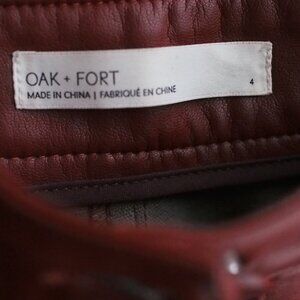 OAK + FORT
MADE IN CHINA | FABRIQUÉ EN CHINE
4